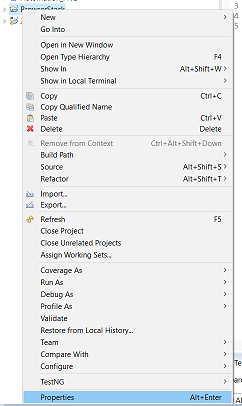 BrowserStack
3
4
5
New
Go Into
Open in New Window
Open Type Hierarchy F4
Show In Alt+Shift+W
Show in Local Terminal
Copy Ctrl+C
Copy Qualified Name
Paste Ctrl+V
Delete Delete
Remove from Context Ctrl+Alt+Shift+Down
Build Path
Source Alt+Shift+S
Refactor Alt+Shift+T
Import...
Export...
Refresh F5
Close Project
Close Unrelated Projects
Assign Working Sets...
Coverage As
Run As
Debug As
Profile As
Validate
Restore from Local History...
Team
Compare With
Configure
TestNG
Properties Alt+Enter